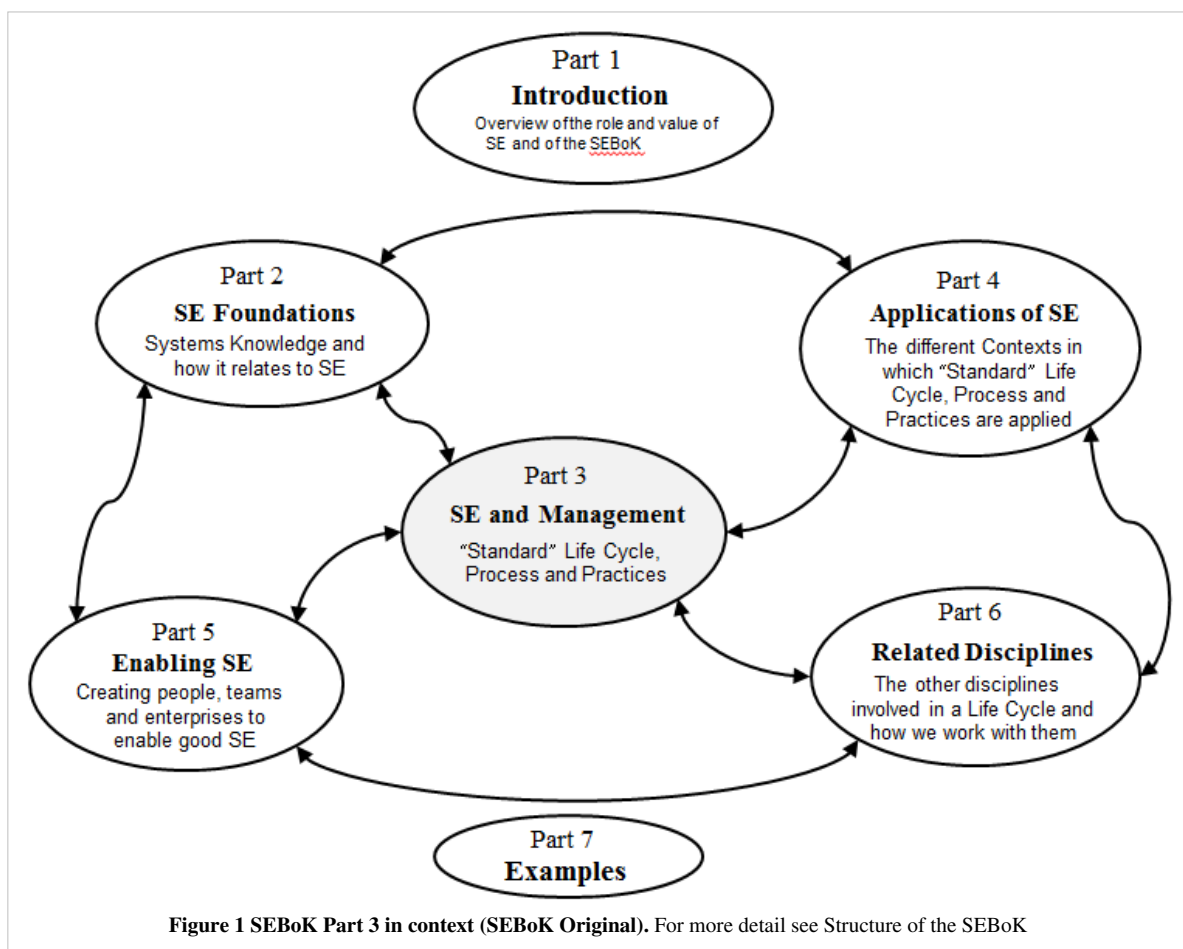 Part 1
Introduction
Overview of the role and value of
SE and of the SEBoK
Part 2
SE Foundations
Systems Knowledge and
how it relates to SE
Part 4
Applications of SE
The different Contexts in
which “Standard” Life
Cycle, Process and
Practices are applied
Part 3
SE and Management
“Standard” Life Cycle,
Process and Practices
Part 5
Enabling SE
Creating people, teams
and enterprises to
enable good SE
Part 6
Related Disciplines
The other disciplines
involved in a Life Cycle and
how we work with them
Part 7
Examples
Figure 1 SEBoK Part 3 in context (SEBoK Original). For more detail see Structure of the SEBoK